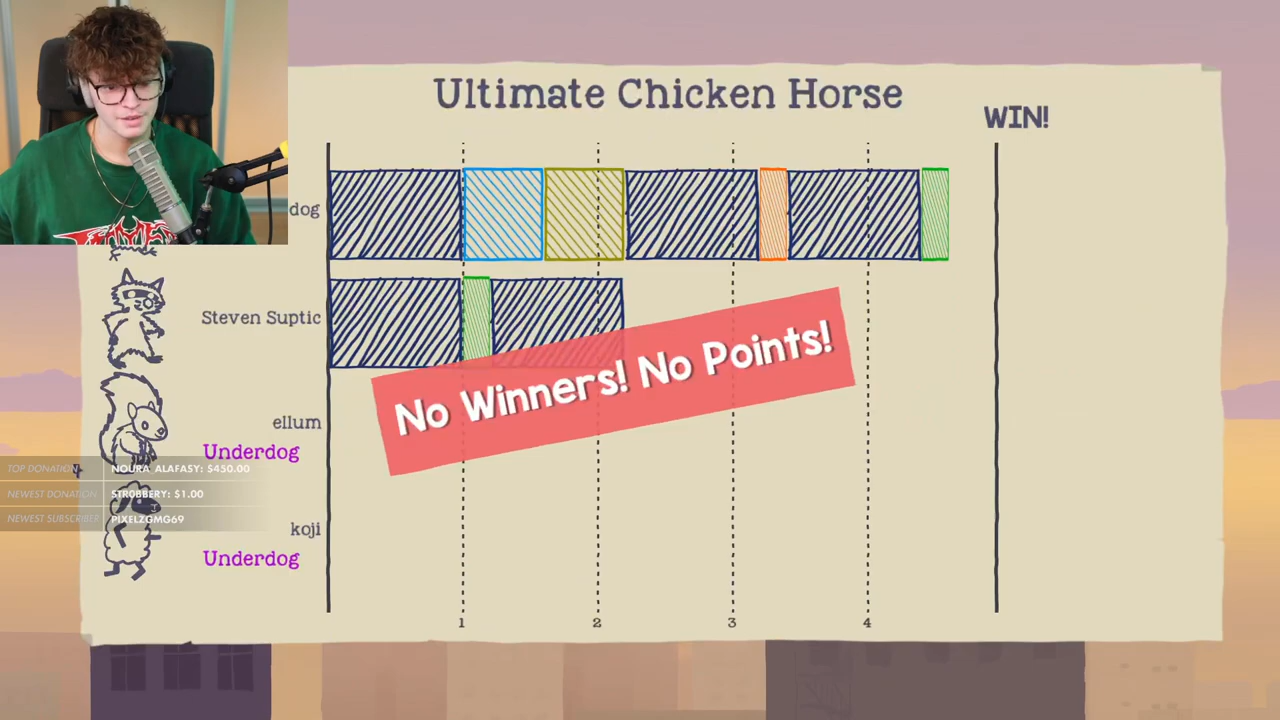 Ultimate Chicken Horse
WIN!
dog
Steven Suptic
No Winners! No Points!
ellum
Underdog
TOP DONATION NOURA ALAFASY: $450.00
NEWEST DONATION STR0BBERY: $1.00
NEWEST SUBSCRIBER PIXELZGMG69
koji
Underdog
1 2 3 4